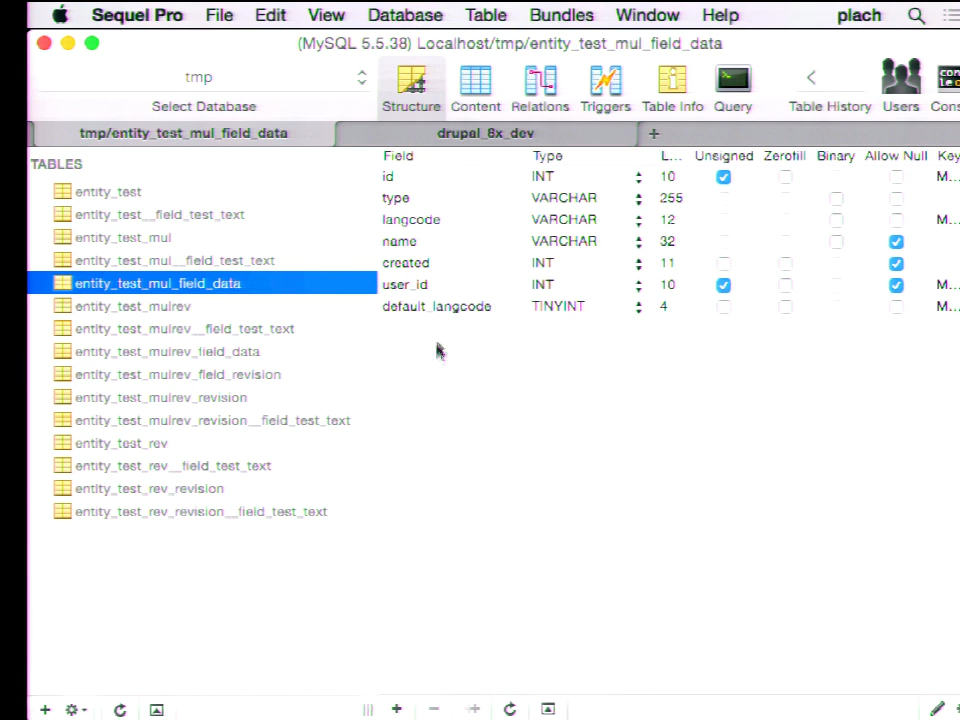 Sequel Pro File Edit View Database Table Bundles Window Help plach
(MySQL 5.5.38) Localhost/tmp/entity_test_mul_field_data
tmp
Select Database Structure Content Relations Triggers Table Info Query Table History Users Cons
tmp/entity_test_mul_field_data drupal_8x_dev +
TABLES
entity_test
entity_test__field_test_text
entity_test_mul
entity_test_mul__field_test_text
entity_test_mul_field_data
entity_test_mulrev
entity_test_mulrev__field_test_text
entity_test_mulrev_field_data
entity_test_mulrev_field_revision
entity_test_mulrev_revision
entity_test_mulrev_revision__field_test_text
entity_test_rev
entity_test_rev__field_test_text
entity_test_rev_revision
entity_test_rev_revision__field_test_text
Field Type L... Unsigned Zerofill Binary Allow Null Key
id INT 10 M...
type VARCHAR 255
langcode VARCHAR 12 M...
name VARCHAR 32
created INT 11
user_id INT 10 M...
default_langcode TINYINT 4 M...